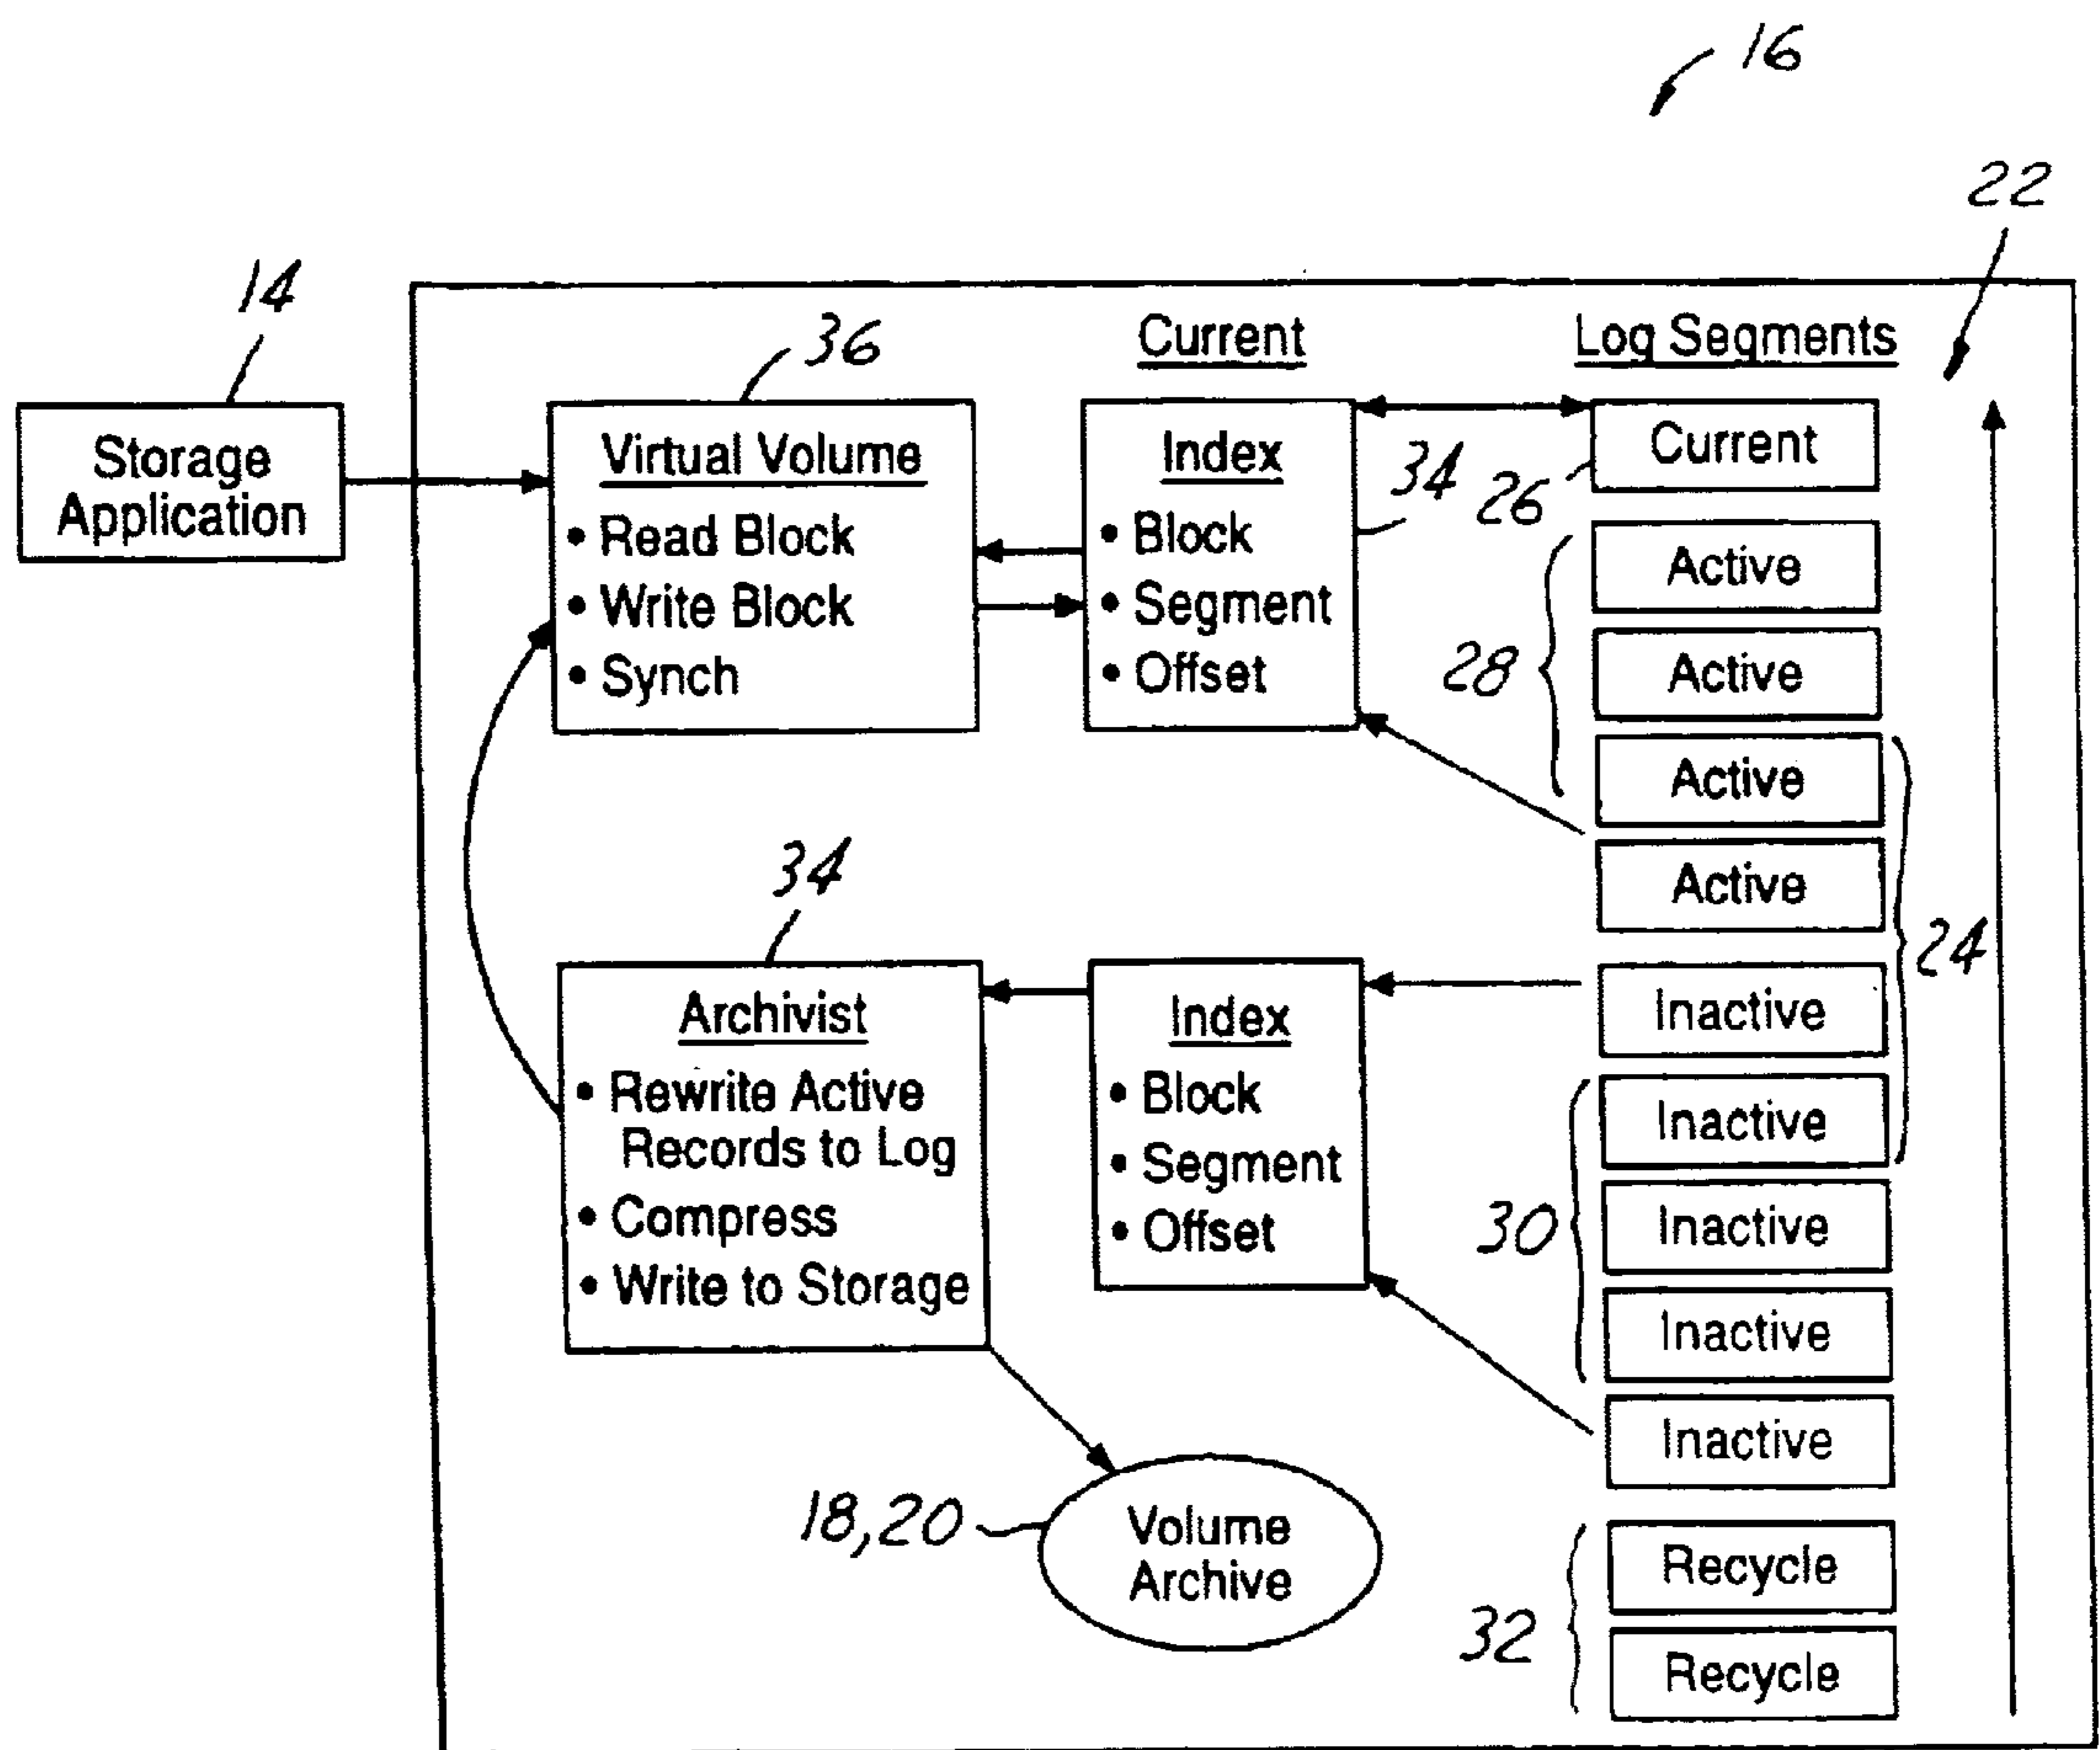 16
22
14
36
Current
Log Segments
Storage
Application
Virtual Volume
• Read Block
• Write Block
• Synch
Index
• Block
• Segment
• Offset
34
26
Current
28
Active
Active
Active
Active
24
34
Archivist
• Rewrite Active
Records to Log
• Compress
• Write to Storage
Index
• Block
• Segment
• Offset
Inactive
Inactive
Inactive
Inactive
Inactive
30
18,20
Volume
Archive
32
Recycle
Recycle